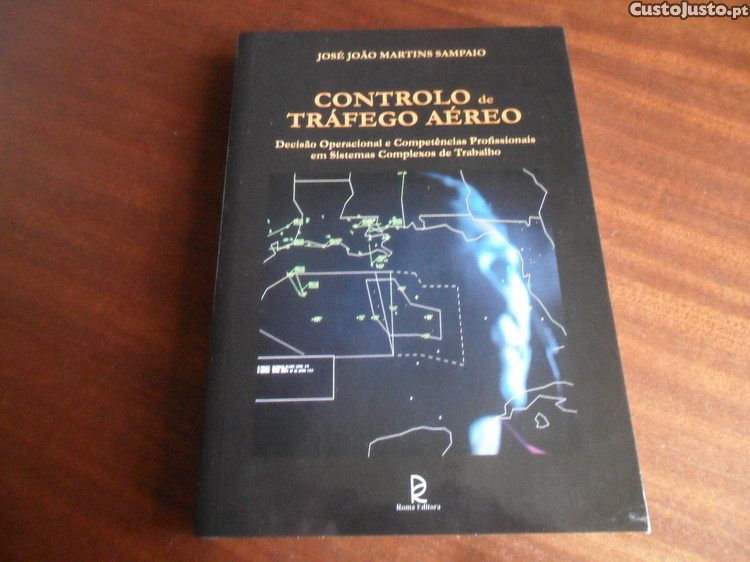 CustoJusto.pt
JOSÉ JOÃO MARTINS SAMPAIO
CONTROLO de
TRÁFEGO AÉREO
Decisão Operacional e Competências Profissionais
em Sistemas Complexos de Trabalho
Roma Editora